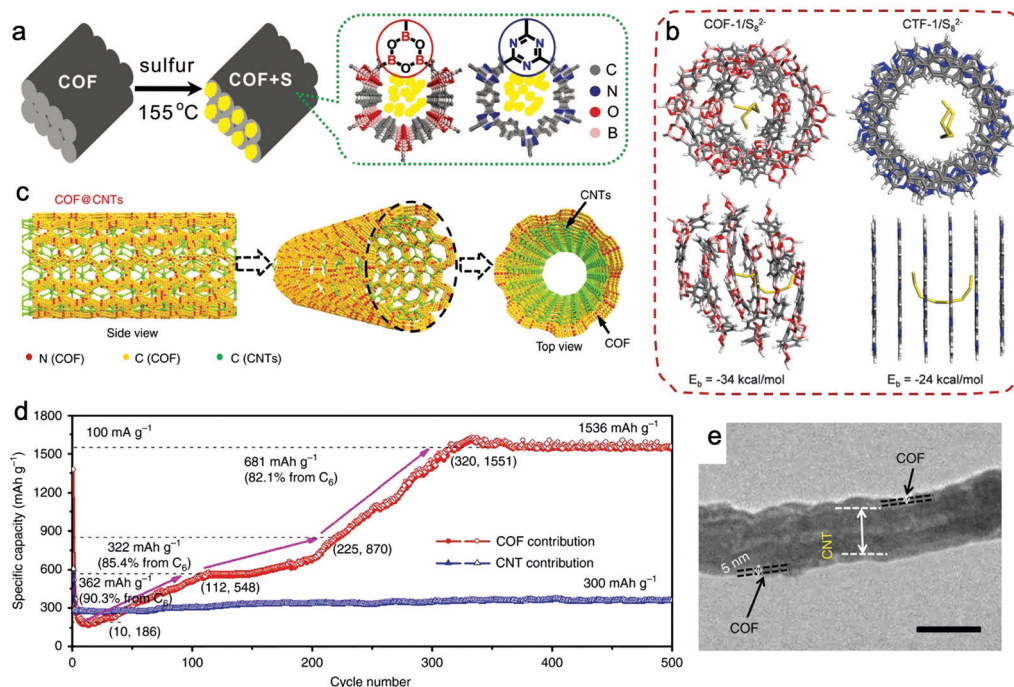 a
COF
sulfur
155 °C
COF+S
B
O
O
B
B
O
N
N
N
C
N
O
B
b
COF-1/S₈²⁻
CTF-1/S₈²⁻
E_b = -34 kcal/mol
E_b = -24 kcal/mol
c
COF@CNTs
CNTs
Side view
Top view
COF
N (COF)
C (COF)
C (CNTs)
d
Specific capacity (mAh g⁻¹)
1800
1500
1200
900
600
300
0
100 mA g⁻¹
1536 mAh g⁻¹
681 mAh g⁻¹
(82.1% from C₆)
(320, 1551)
322 mAh g⁻¹
(85.4% from C₆)
(225, 870)
COF contribution
CNT contribution
362 mAh g⁻¹
(90.3% from C₆)
(112, 548)
300 mAh g⁻¹
(10, 186)
0
100
200
300
400
500
Cycle number
e
COF
CNT
5 nm
COF